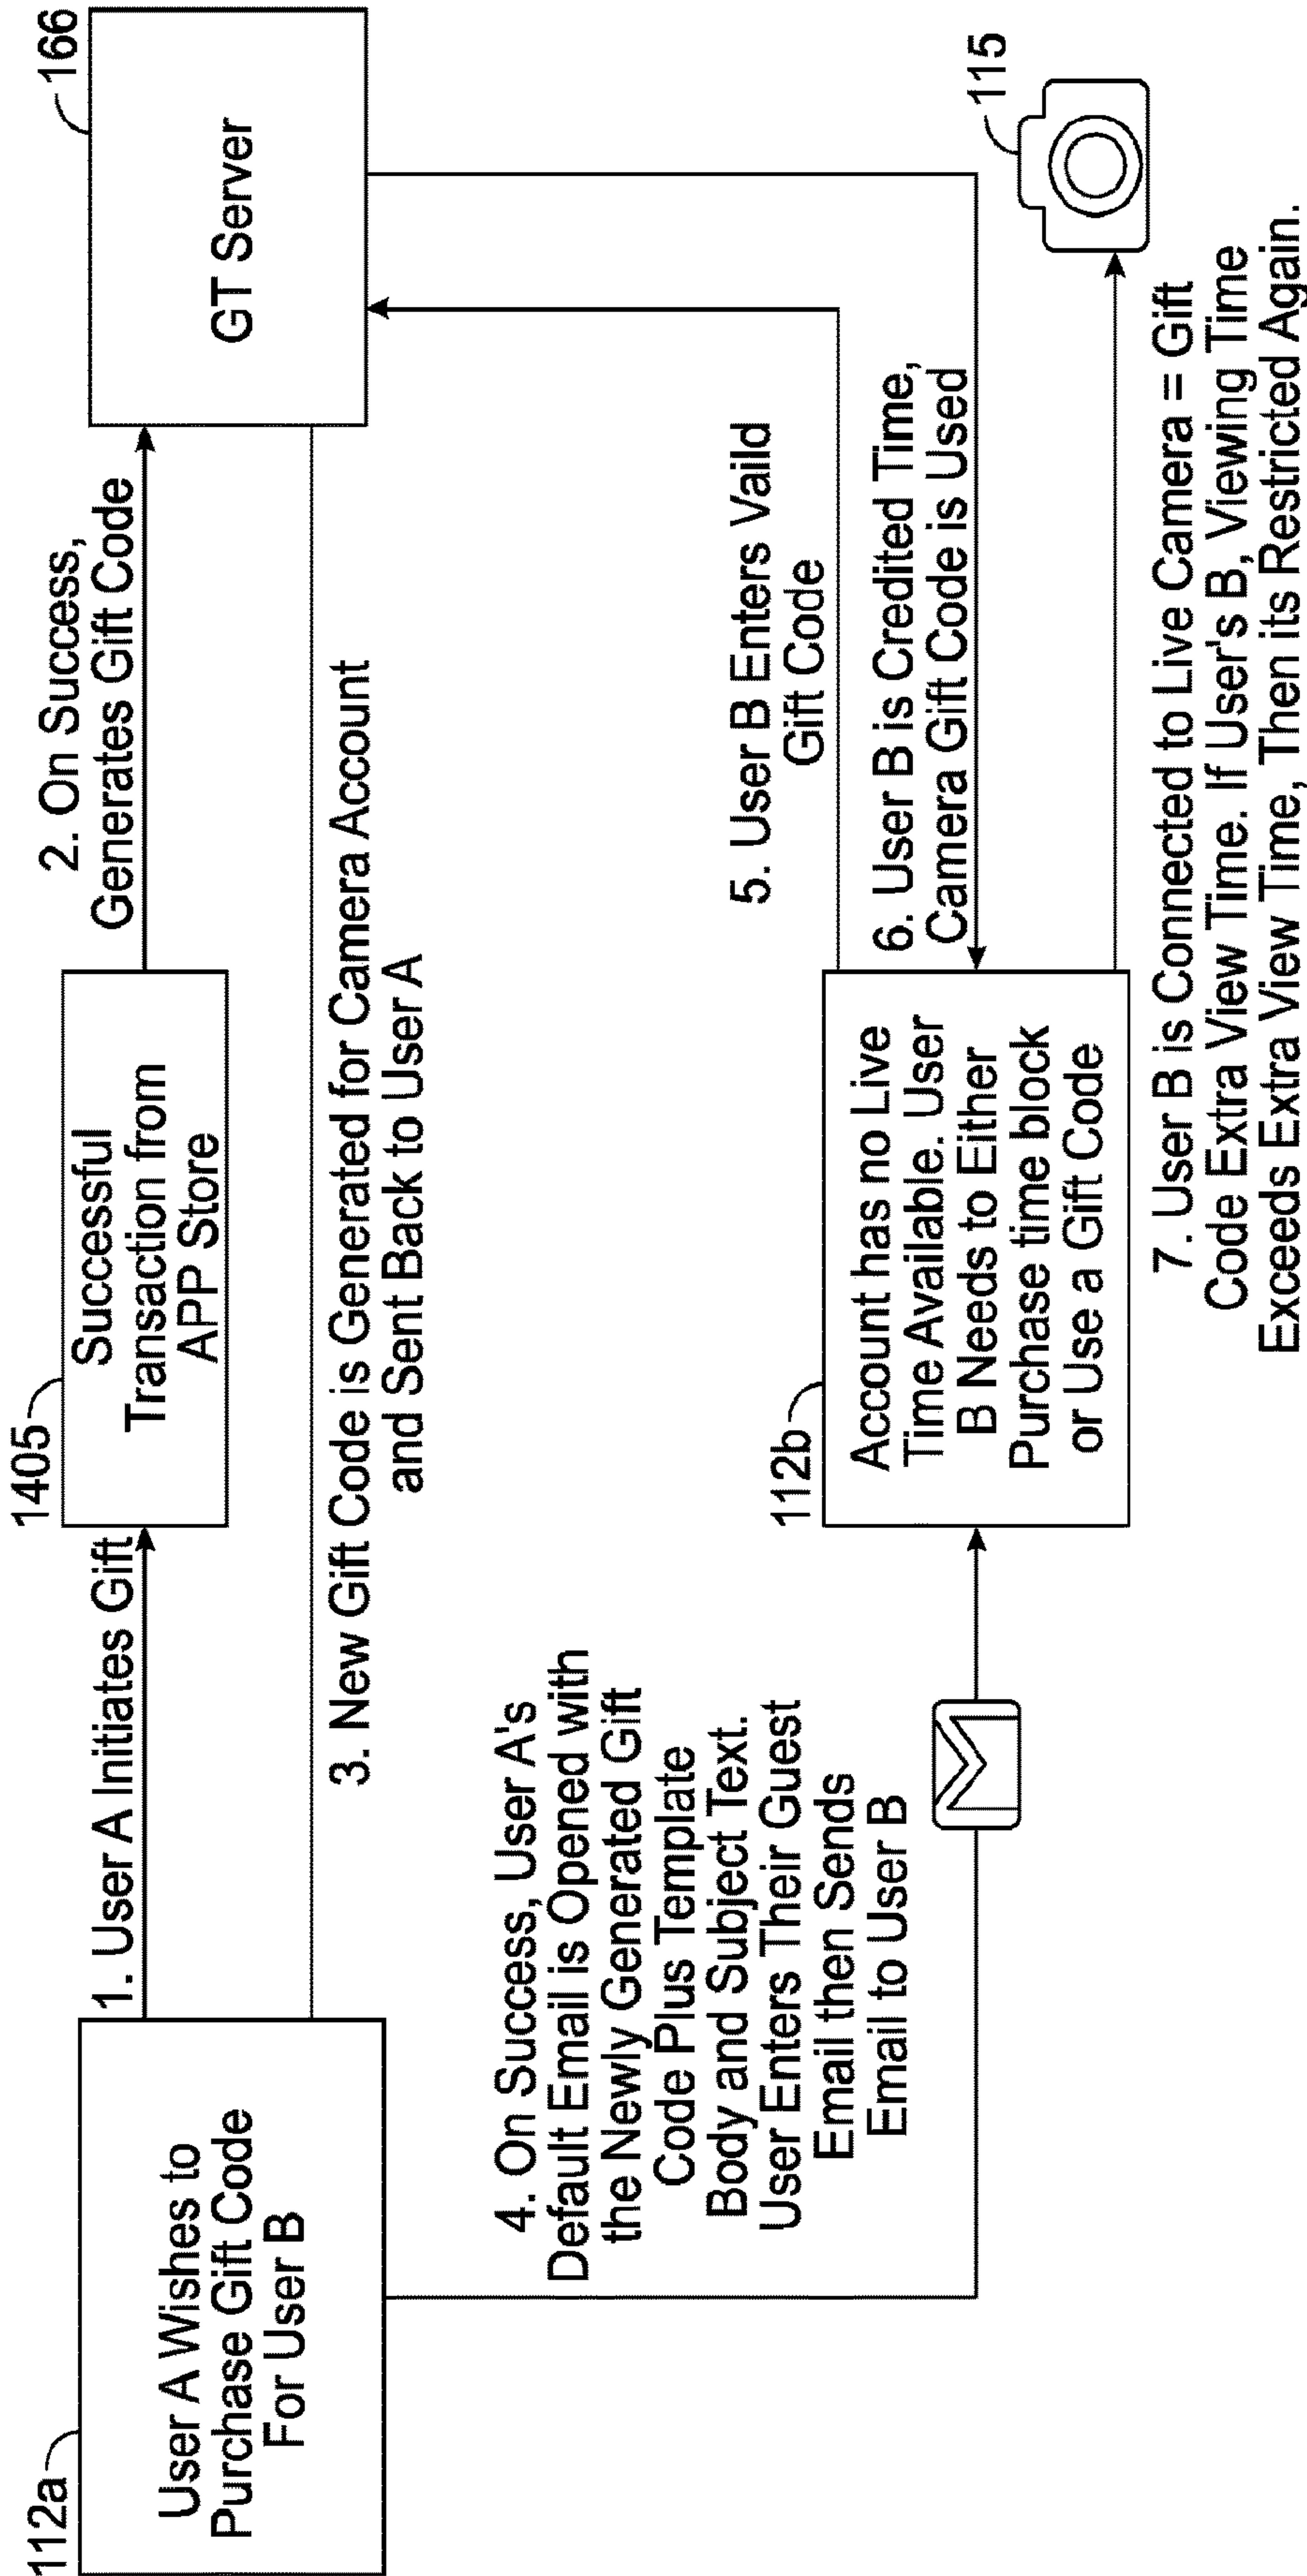 112a
User A Wishes to
Purchase Gift Code
For User B
1. User A Initiates Gift
1405
Successful
Transaction from
APP Store
2. On Success,
Generates Gift Code
166
GT Server
3. New Gift Code is Generated for Camera Account
and Sent Back to User A
4. On Success, User A's
Default Email is Opened with
the Newly Generated Gift
Code Plus Template
Body and Subject Text.
User Enters Their Guest
Email then Sends
Email to User B
112b
Account has no Live
Time Available. User
B Needs to Either
Purchase time block
or Use a Gift Code
5. User B Enters Vaild
Gift Code
6. User B is Credited Time,
Camera Gift Code is Used
115
7. User B is Connected to Live Camera = Gift
Code Extra View Time. If User's B, Viewing Time
Exceeds Extra View Time, Then its Restricted Again.